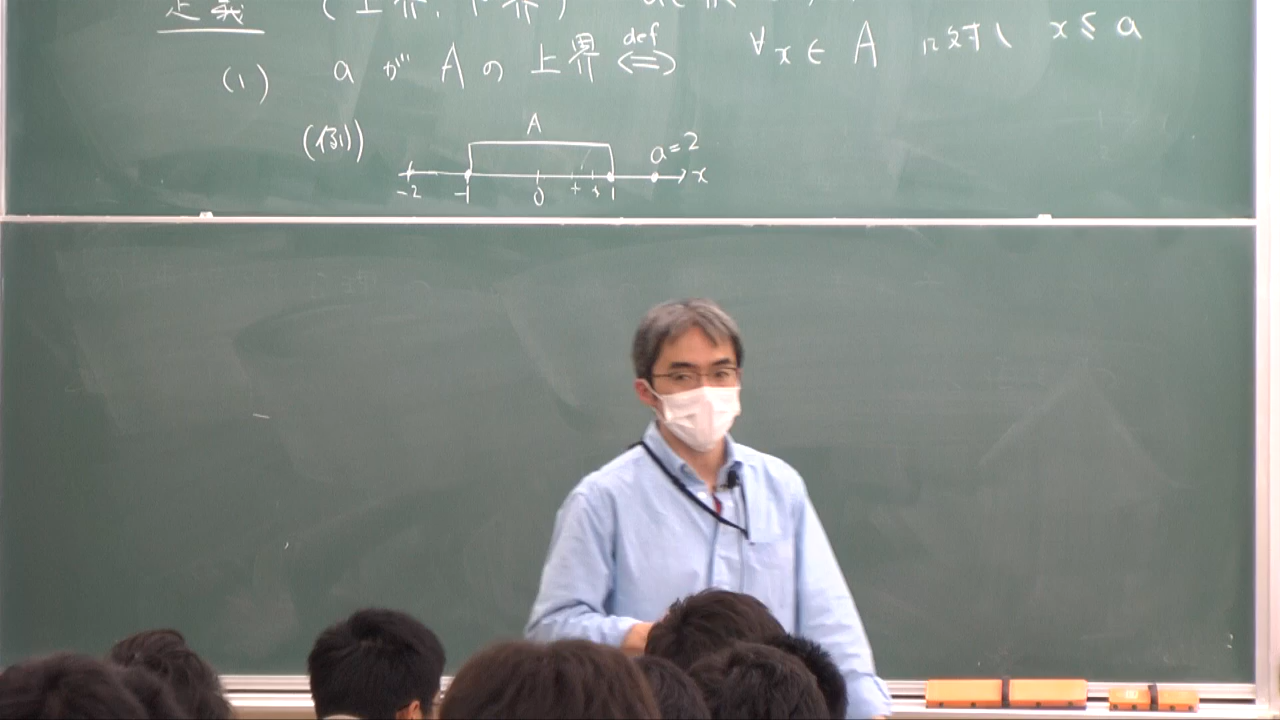 定義 (上界、下界)
(1) a が A の 上界 ⇔ def ∀x ∈ A に対し x ≦ a
(例)
A
a=2
-2 -1 0 1 x